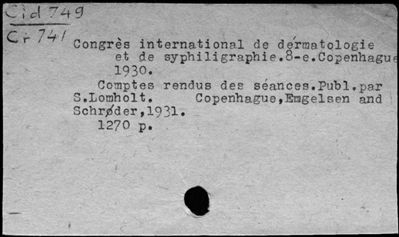 Cid 749
Cr 741
Congrès international de dermatologie
et de syphiligraphie.8-e.Copenhague
1930.
Comptes rendus des séances.Publ.par
S.Lomholt. Copenhague,Emgelsen and
Schrøder,1931.
1270 p.